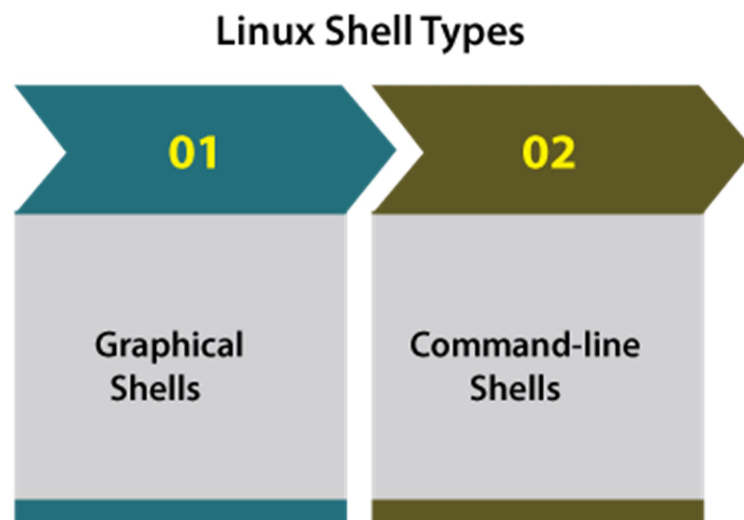 Linux Shell Types
01
02
Graphical
Shells
Command-line
Shells